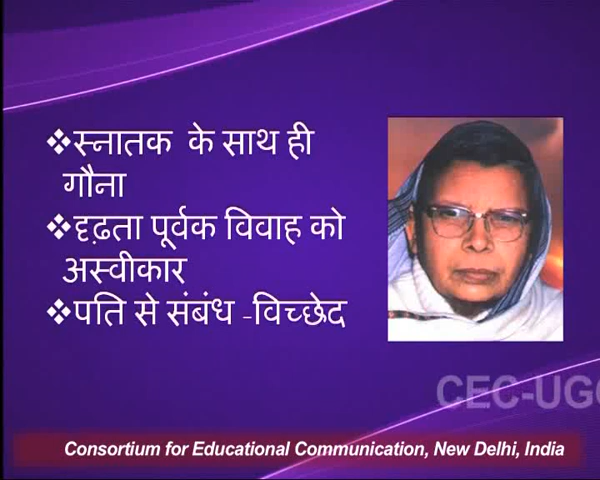 ❖स्नातक के साथ ही
गौना
❖दृढ़ता पूर्वक विवाह को
अस्वीकार
❖पति से संबंध -विच्छेद
CEC-UGC
Consortium for Educational Communication, New Delhi, India